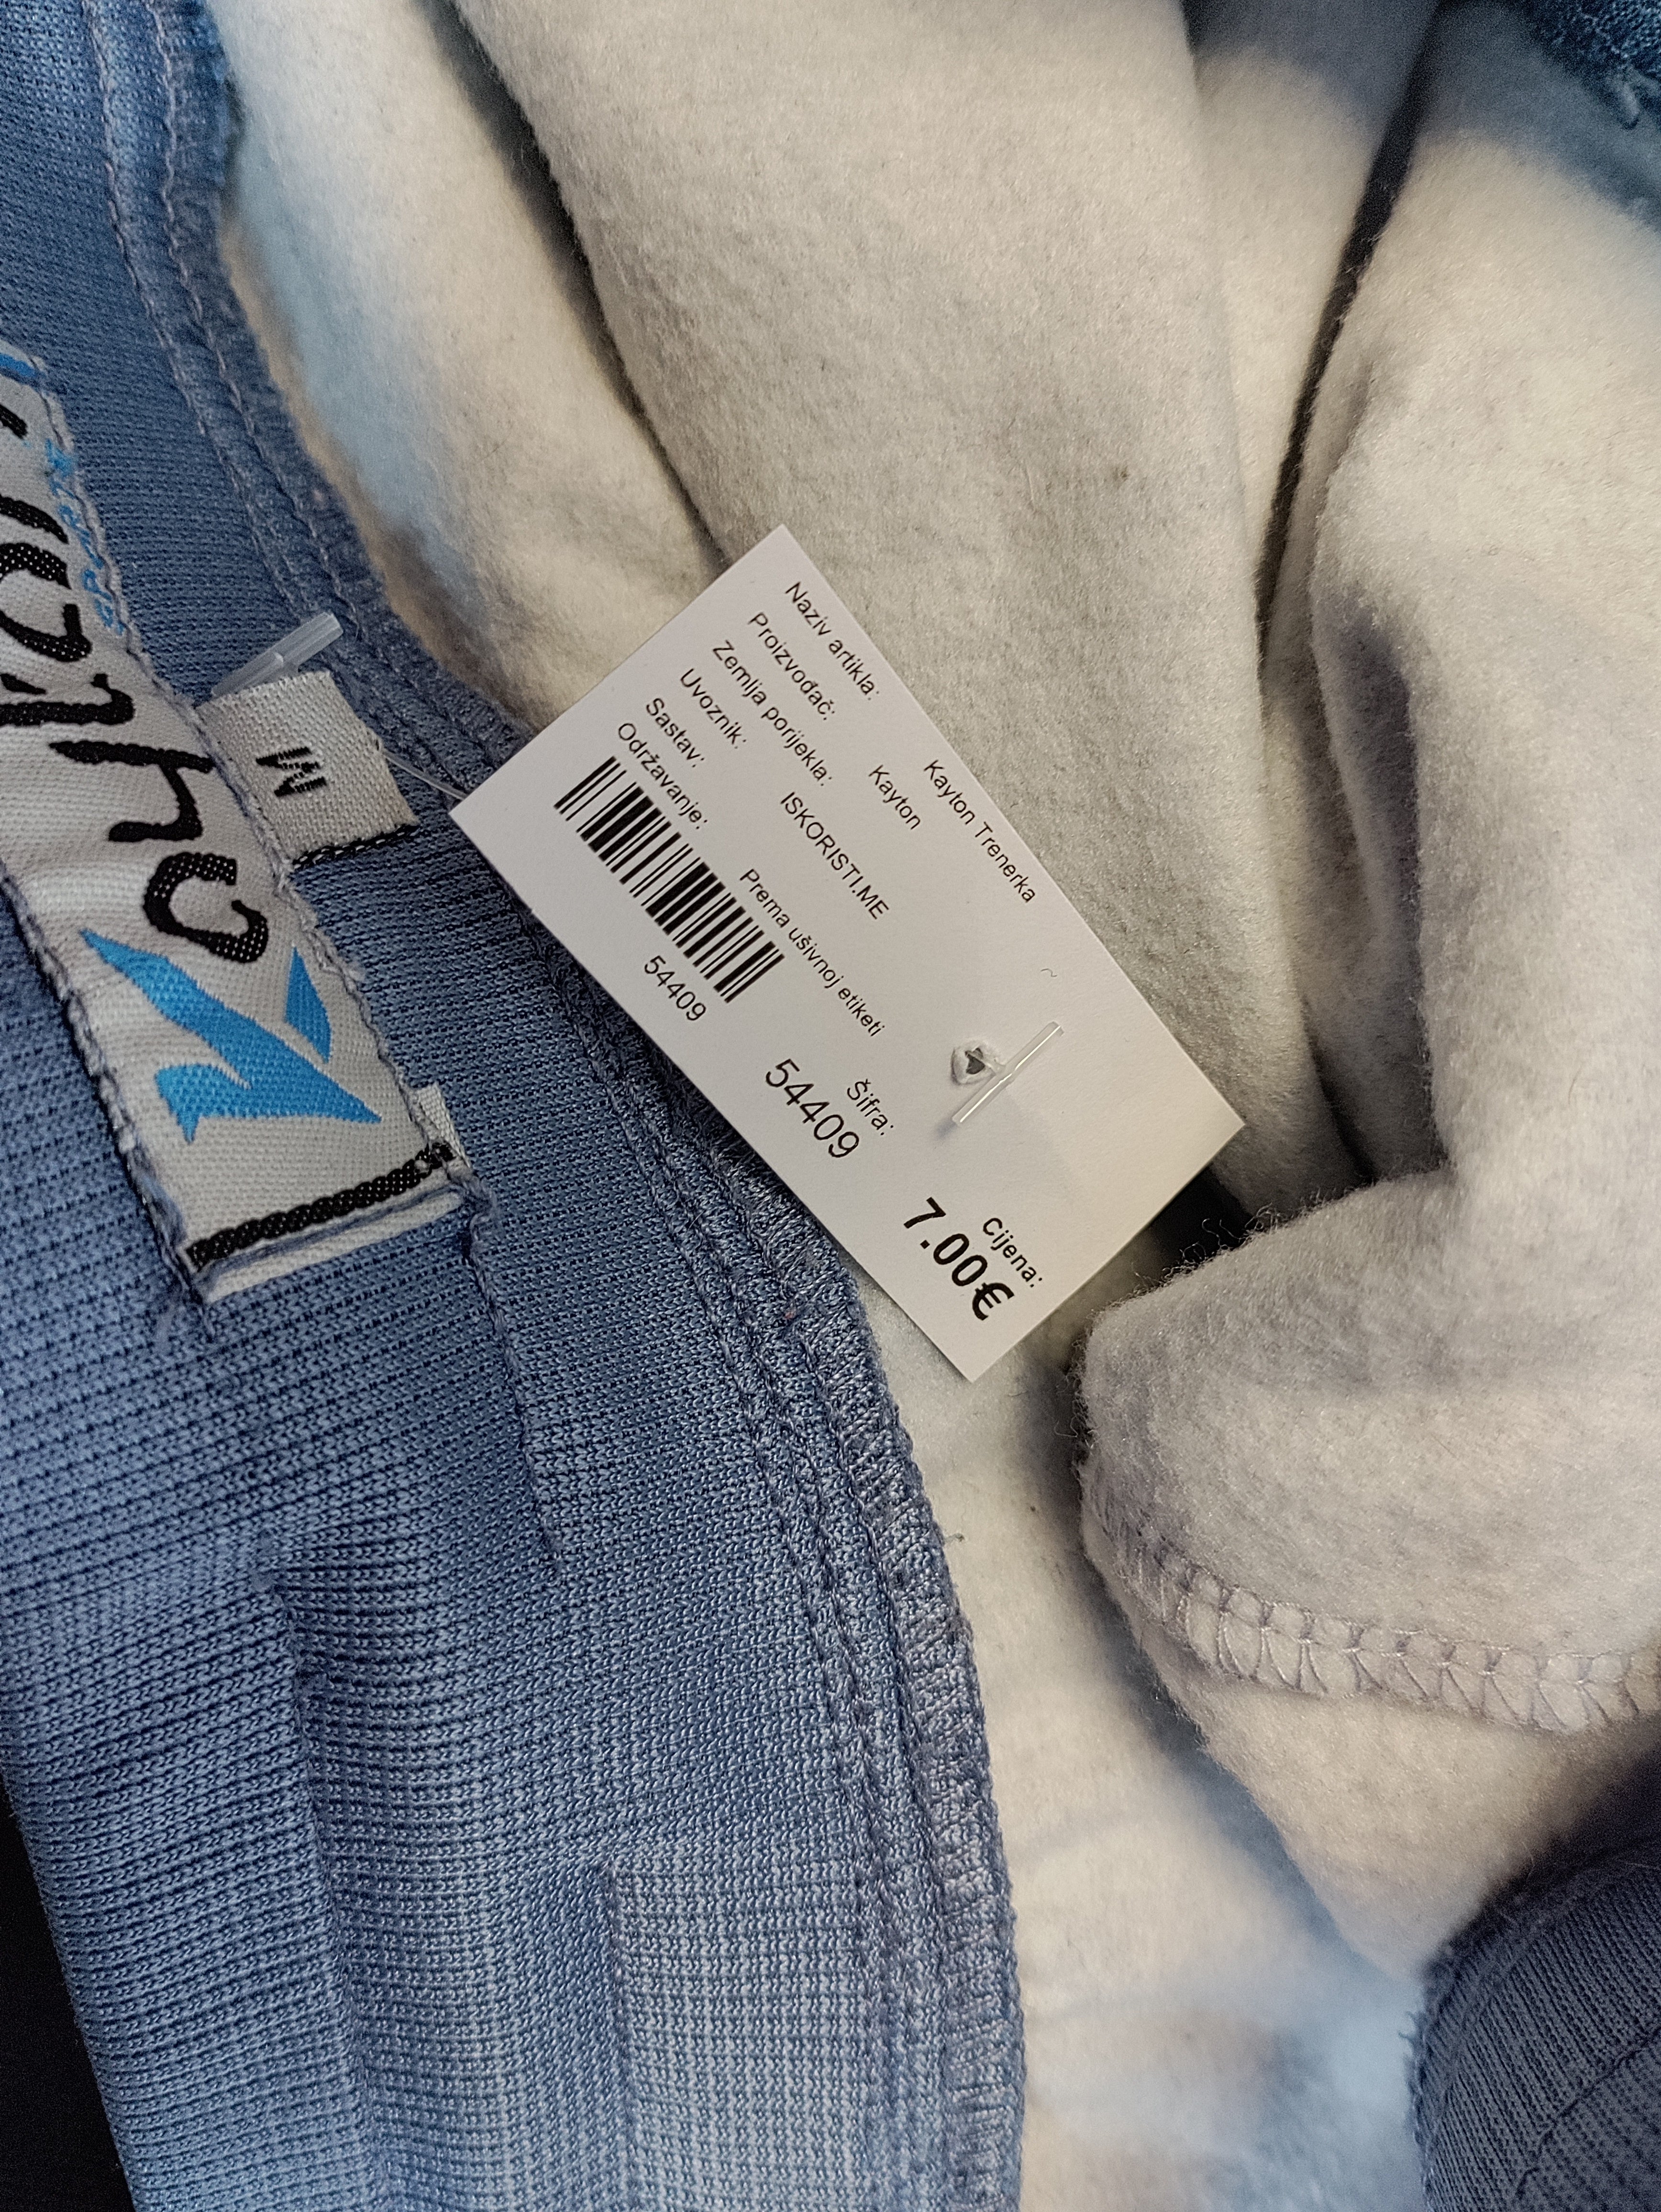 Naziv artikla: Kayton Trenerka
Proizvođač: Kayton
Zemlja porijekla:
Uvoznik: ISKORISTI.ME
Sastav:
Održavanje: Prema ušivnoj etiketi
54409
Šifra:
54409
Cijena:
7.00€
M